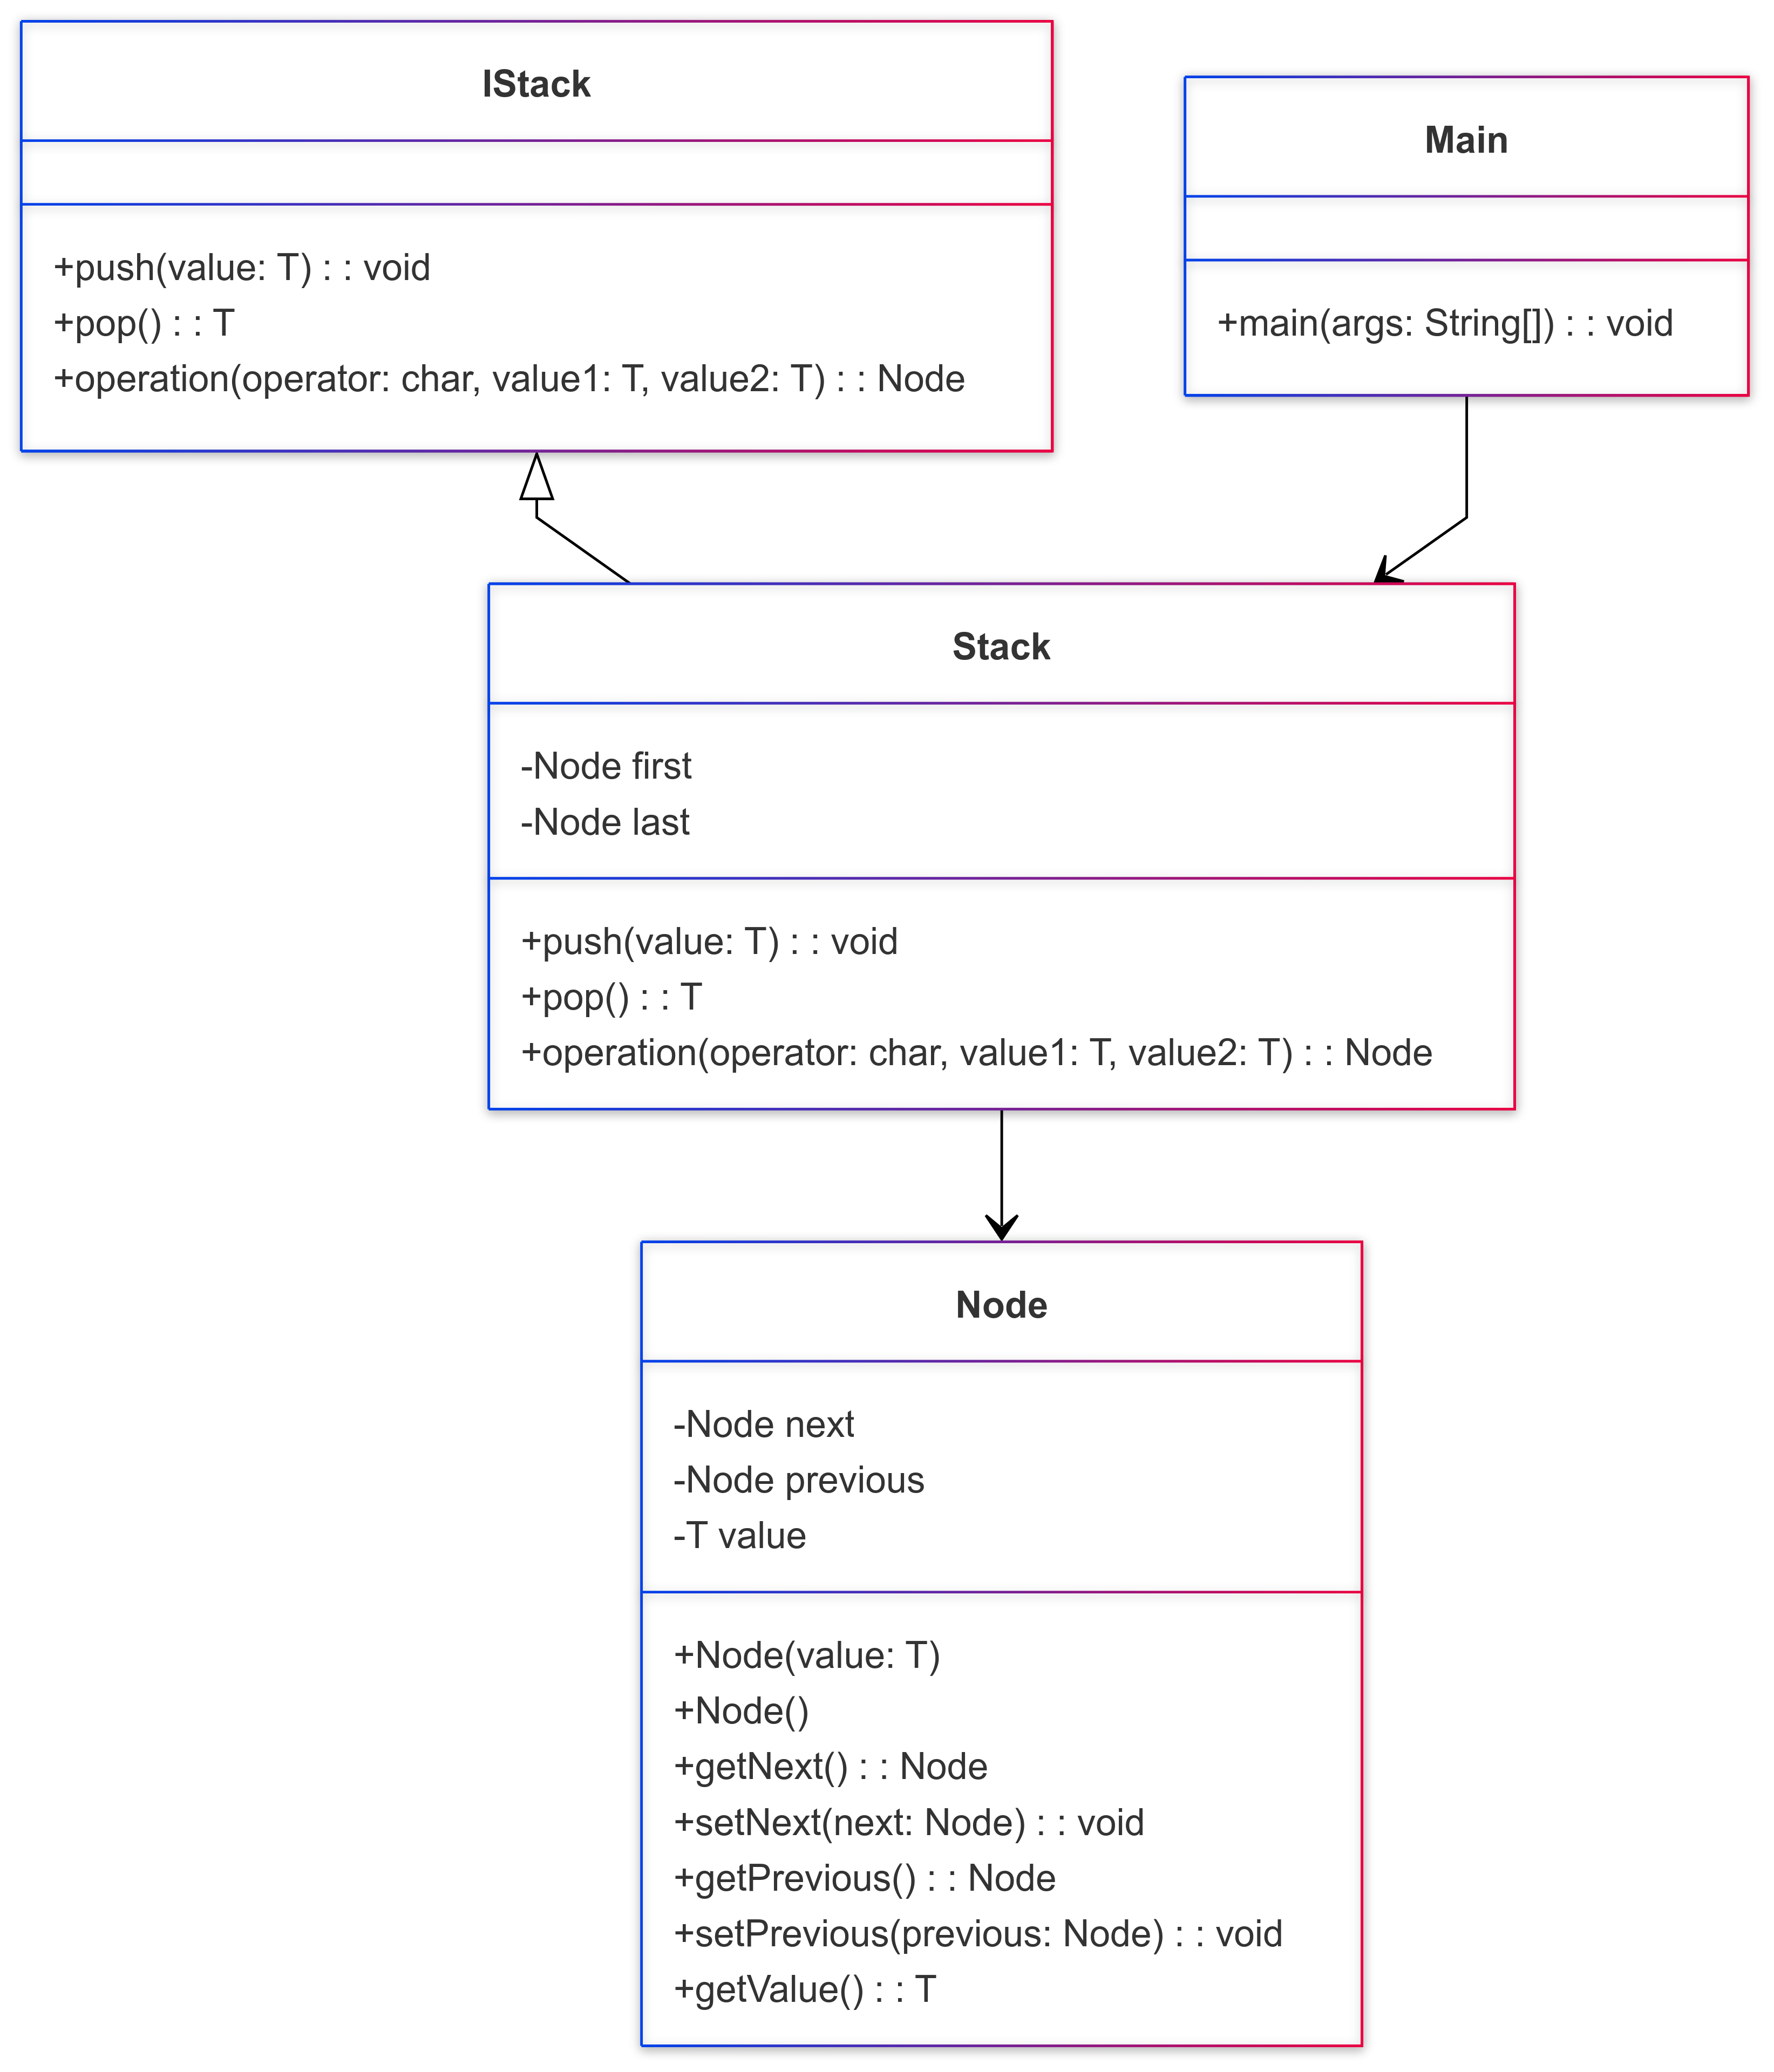 IStack
+push(value: T) : : void
+pop() : : T
+operation(operator: char, value1: T, value2: T) : : Node
Main
+main(args: String[]) : : void
Stack
-Node first
-Node last
+push(value: T) : : void
+pop() : : T
+operation(operator: char, value1: T, value2: T) : : Node
Node
-Node next
-Node previous
-T value
+Node(value: T)
+Node()
+getNext() : : Node
+setNext(next: Node) : : void
+getPrevious() : : Node
+setPrevious(previous: Node) : : void
+getValue() : : T